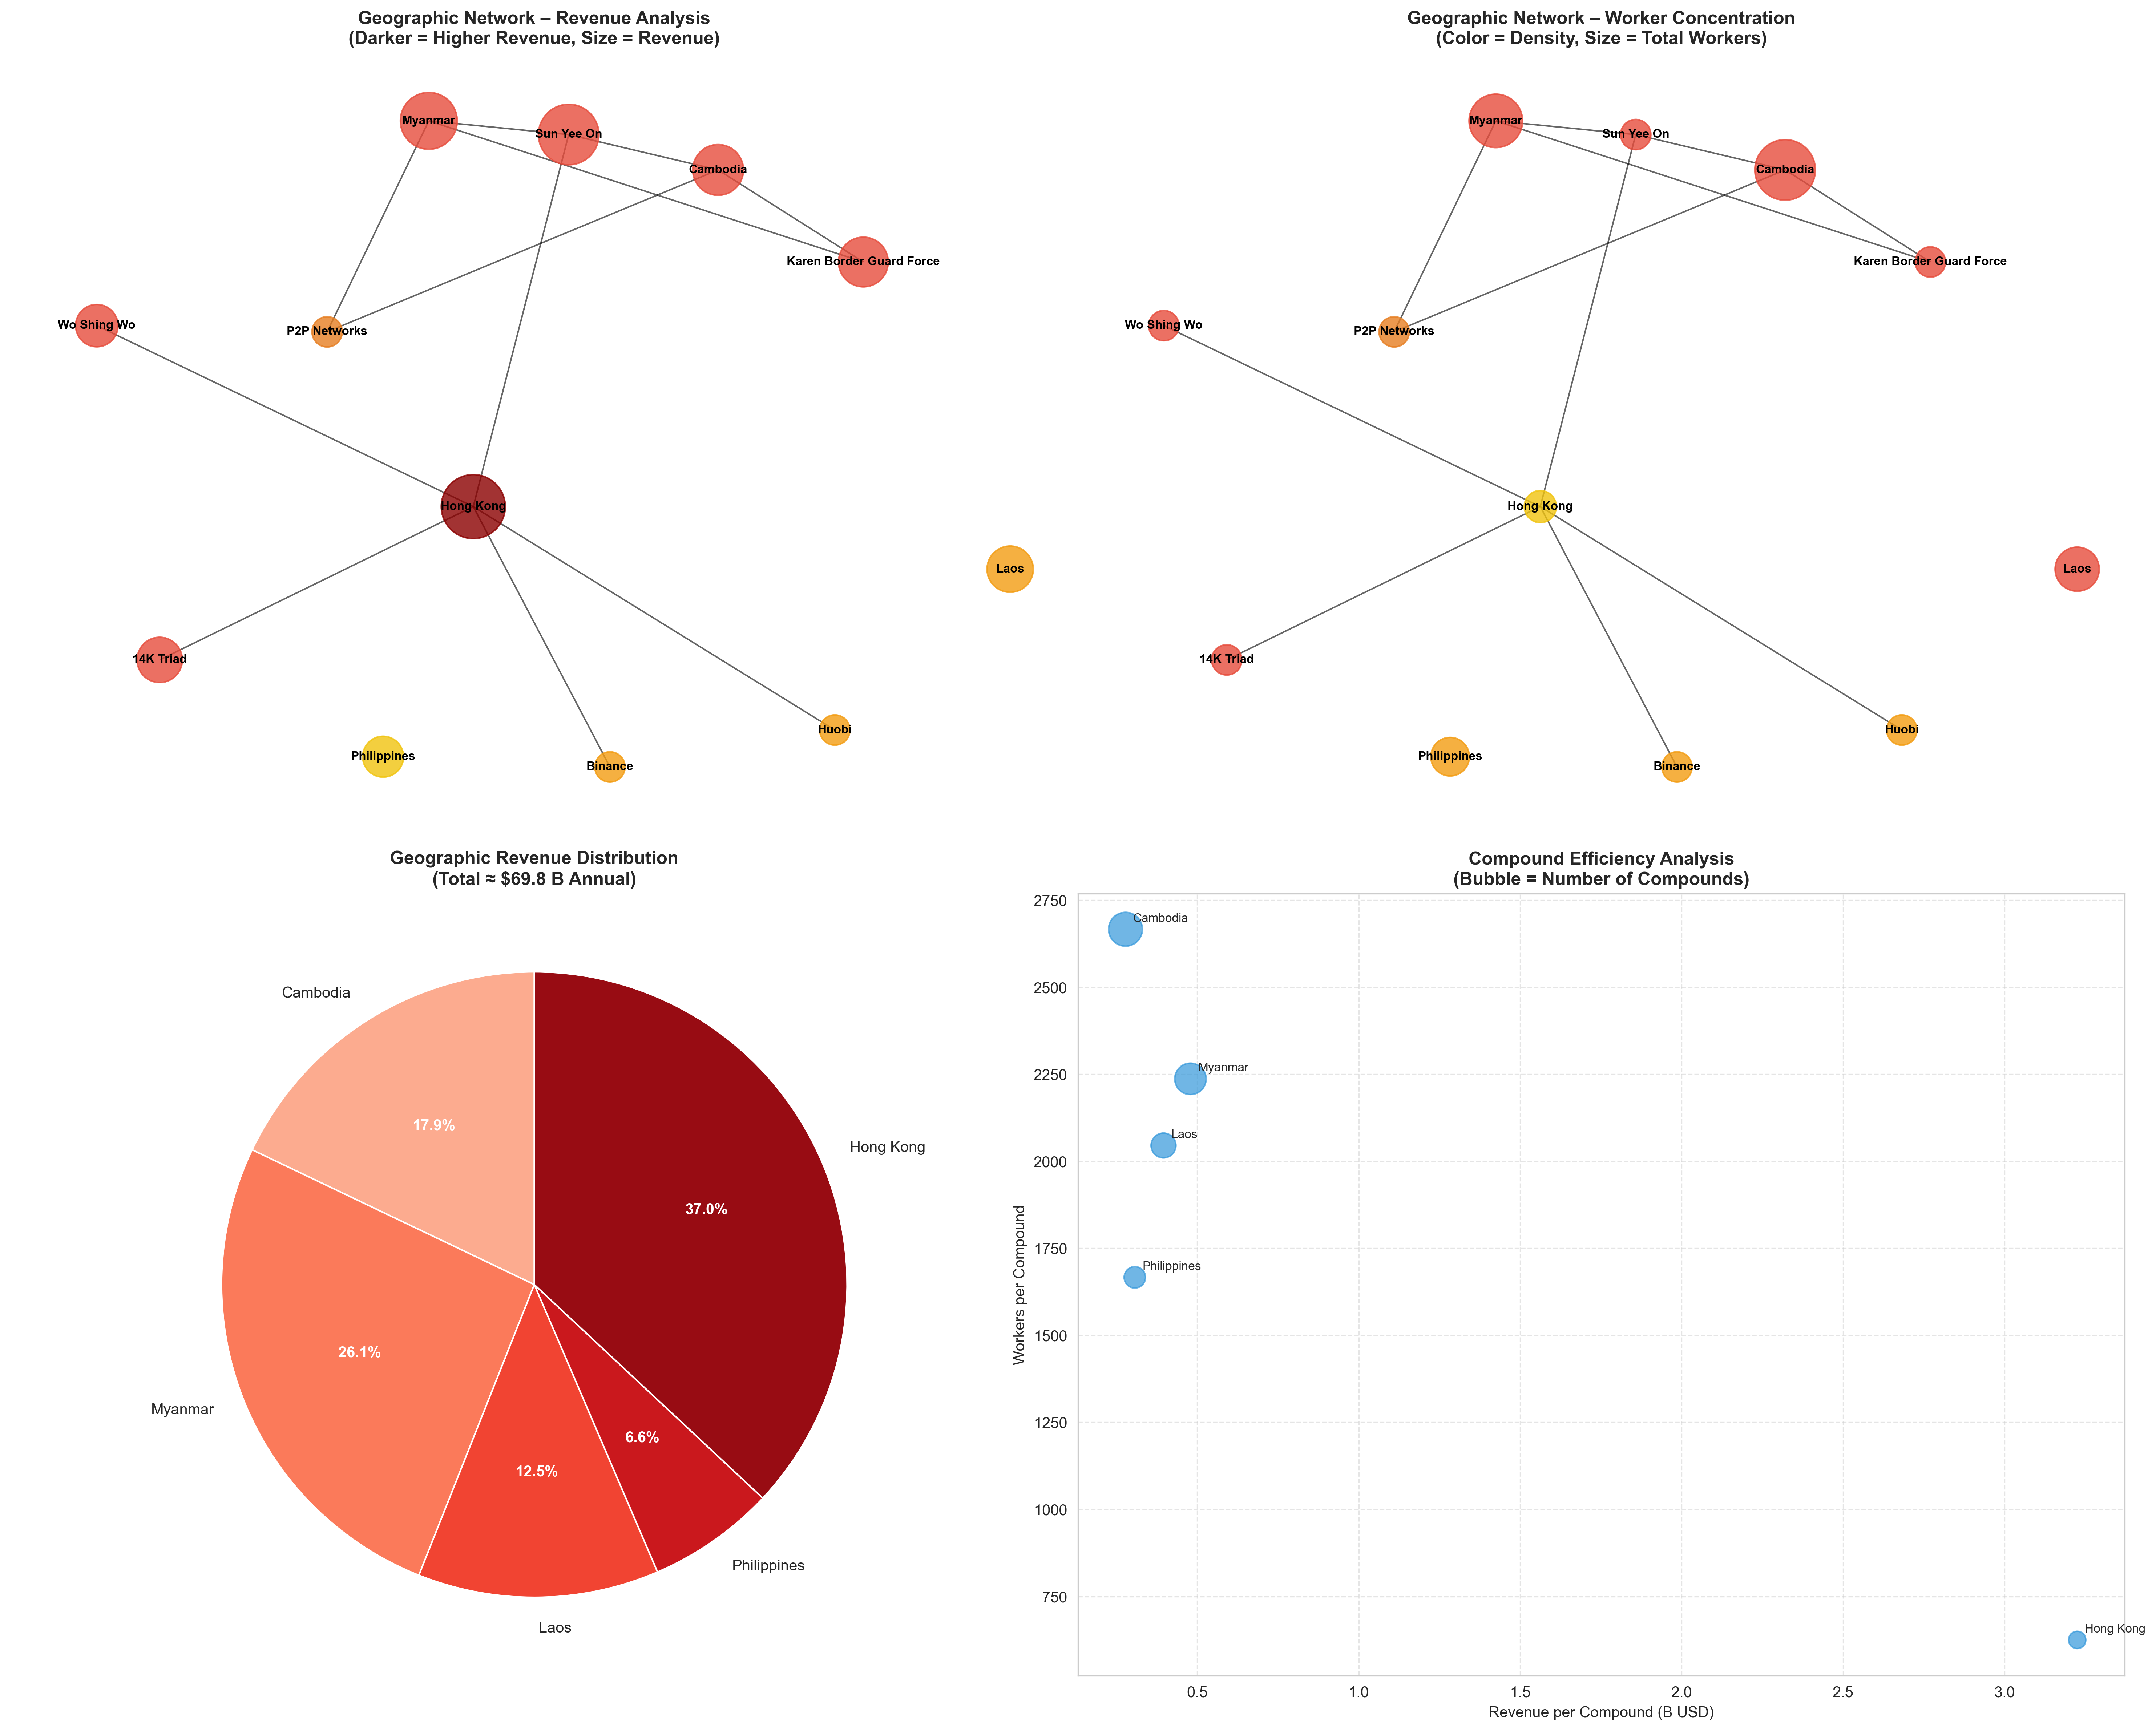 Geographic Network – Revenue Analysis
(Darker = Higher Revenue, Size = Revenue)
Myanmar
Sun Yee On
Cambodia
Karen Border Guard Force
Wo Shing Wo
P2P Networks
Hong Kong
Laos
14K Triad
Huobi
Philippines
Binance
Geographic Network – Worker Concentration
(Color = Density, Size = Total Workers)
Myanmar
Sun Yee On
Cambodia
Karen Border Guard Force
Wo Shing Wo
P2P Networks
Hong Kong
Laos
14K Triad
Huobi
Philippines
Binance
Geographic Revenue Distribution
(Total ≈ $69.8 B Annual)
Cambodia
Hong Kong
17.9%
37.0%
26.1%
Myanmar
6.6%
12.5%
Philippines
Laos
Compound Efficiency Analysis
(Bubble = Number of Compounds)
2750
2500
2250
2000
1750
1500
1250
1000
750
Workers per Compound
Cambodia
Myanmar
Laos
Philippines
Hong Kong
0.5
1.0
1.5
2.0
2.5
3.0
Revenue per Compound (B USD)